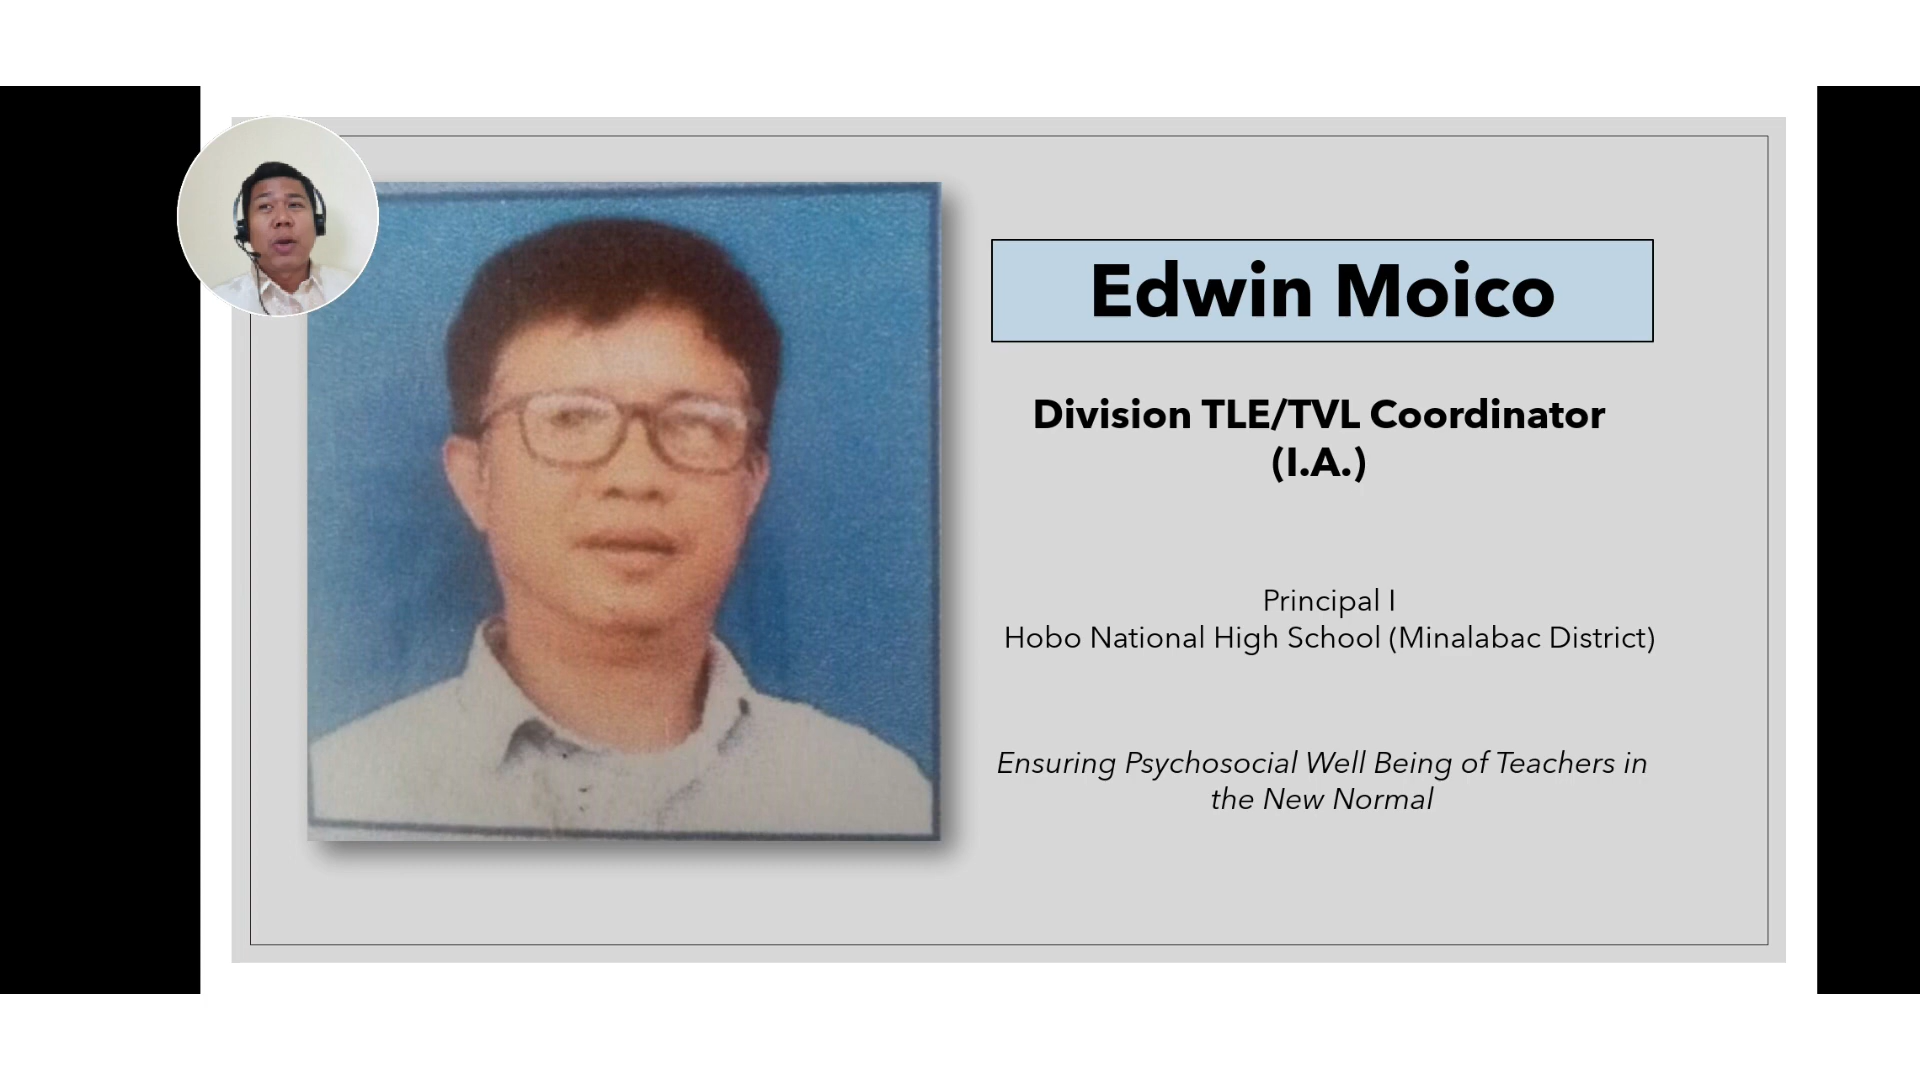 Edwin Moico
Division TLE/TVL Coordinator
(I.A.)
Principal I
Hobo National High School (Minalabac District)
Ensuring Psychosocial Well Being of Teachers in
the New Normal